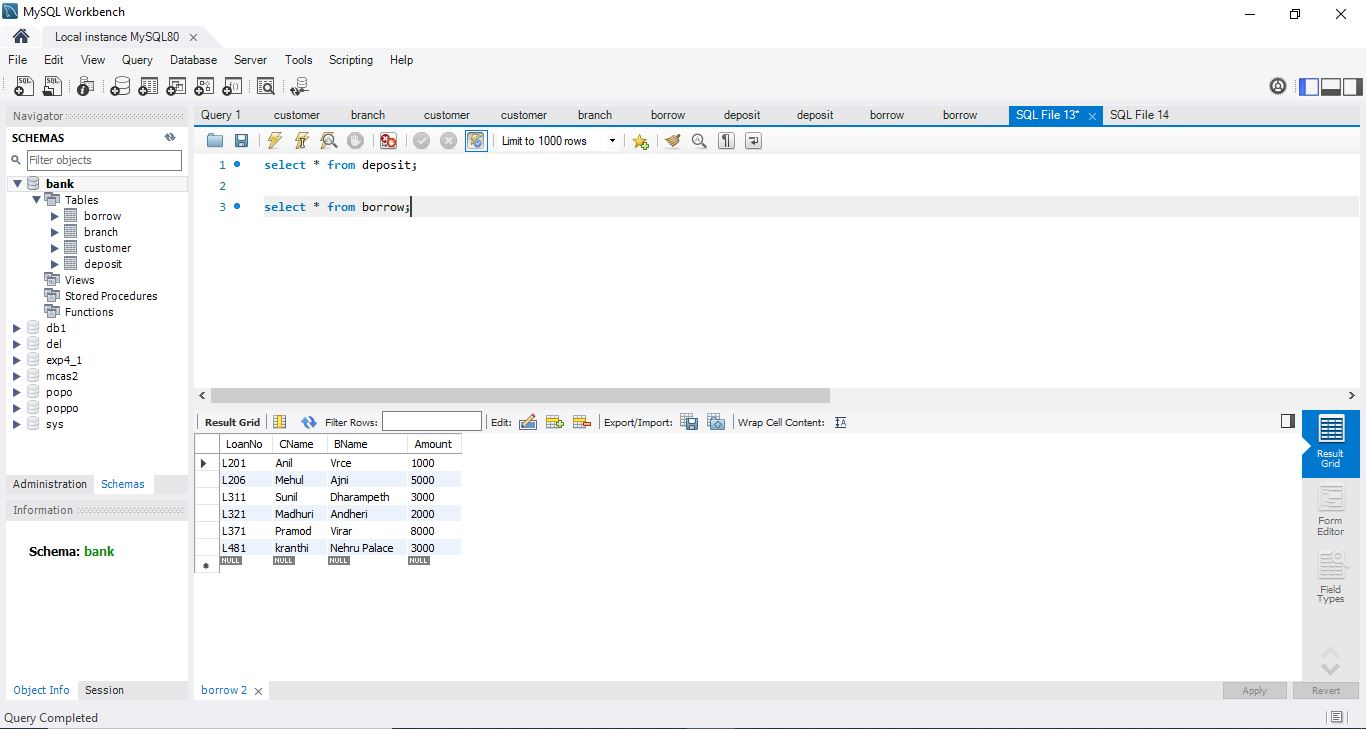 MySQL Workbench
Local instance MySQL80
File Edit View Query Database Server Tools Scripting Help
Navigator
SCHEMAS
Filter objects
bank
Tables
borrow
branch
customer
deposit
Views
Stored Procedures
Functions
db1
del
exp4_1
mcas2
popo
poppo
sys
Administration Schemas
Information
Schema: bank
Object Info Session
Query 1 customer branch customer customer branch borrow deposit deposit borrow borrow SQL File 13* SQL File 14
Limit to 1000 rows
1 select * from deposit;
2
3 select * from borrow;
Result Grid Filter Rows: Edit: Export/Import: Wrap Cell Content:
LoanNo CName BName Amount
L201 Anil Vrce 1000
L206 Mehul Ajni 5000
L311 Sunil Dharampeth 3000
L321 Madhuri Andheri 2000
L371 Pramod Virar 8000
L481 kranthi Nehru Palace 3000
NULL NULL NULL NULL
Result
Grid
Form
Editor
Field
Types
borrow 2
Apply Revert
Query Completed